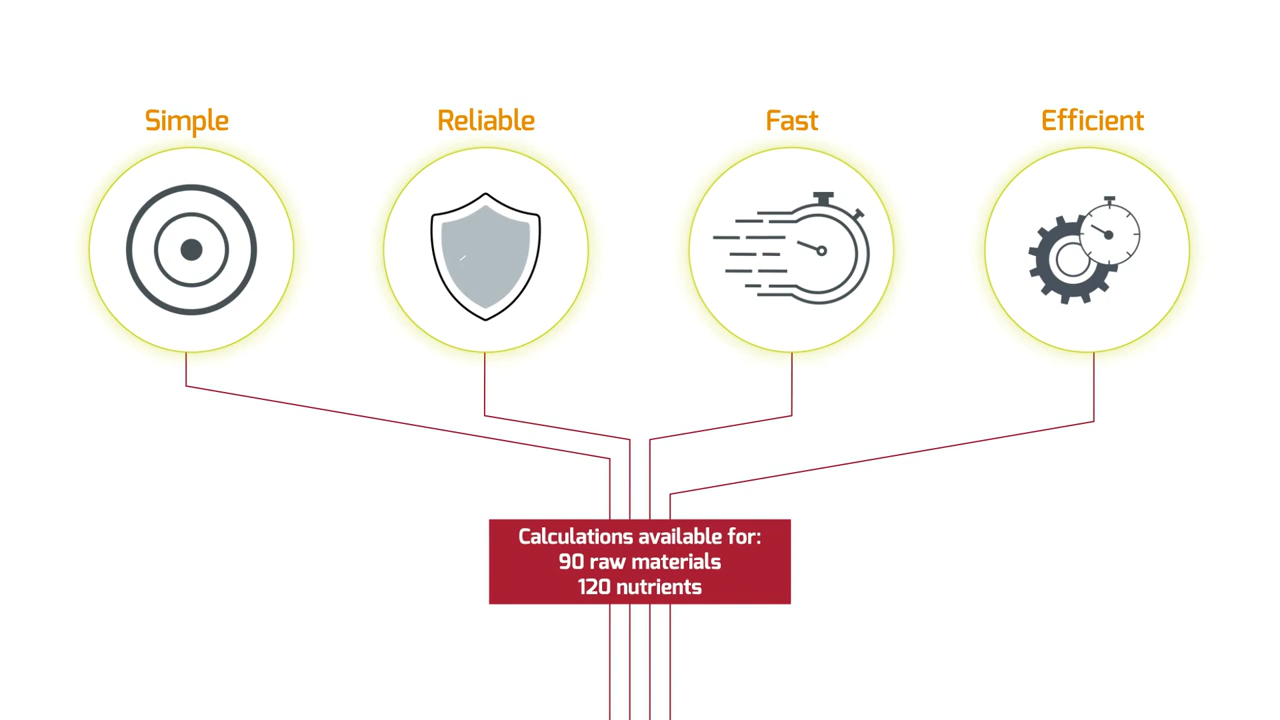 Simple
Reliable
Fast
Efficient
Calculations available for:
90 raw materials
120 nutrients